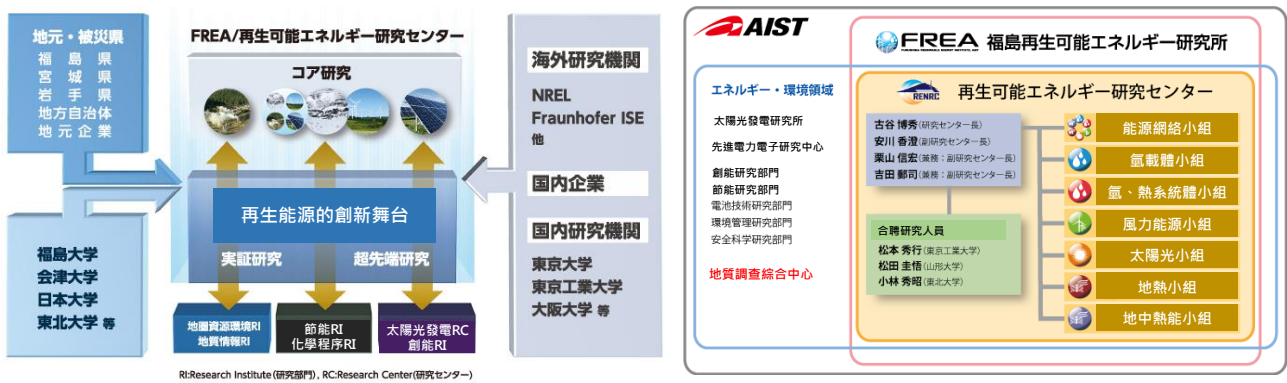 地元・被災県
福島県
宮城県
岩手県
地方自治体
地元企業
福島大学
会津大学
日本大学
東北大学 等
FREA/再生可能エネルギー研究センター
コア研究
再生能源的創新舞台
実証研究
超先端研究
地圏資源環境RI
地質情報RI
節能RI
化學程序RI
太陽光發電RC
創能RI
RI:Research Institute(研究部門), RC:Research Center(研究センター)
海外研究機関
NREL
Fraunhofer ISE
他
国内企業
国内研究機関
東京大学
東京工業大学
大阪大学 等
AIST
FREA 福島再生可能エネルギー研究所
エネルギー・環境領域
太陽光發電研究所
先進電力電子研究中心
創能研究部門
節能研究部門
電池技術研究部門
環境管理研究部門
安全科学研究部門
地質調查綜合中心
RENRC 再生可能エネルギー研究センター
古谷 博秀(研究センター長)
安川 香澄(副研究センター長)
栗山 信宏(兼務：副研究センター長)
吉田 郵司(兼務：副研究センター長)
合聘研究人員
松本 秀行(東京工業大学)
松田 圭悟(山形大学)
小林 秀昭(東北大学)
能源網絡小組
氫載體小組
氫、熱系統體小組
風力能源小組
太陽光小組
地熱小組
地中熱能小組